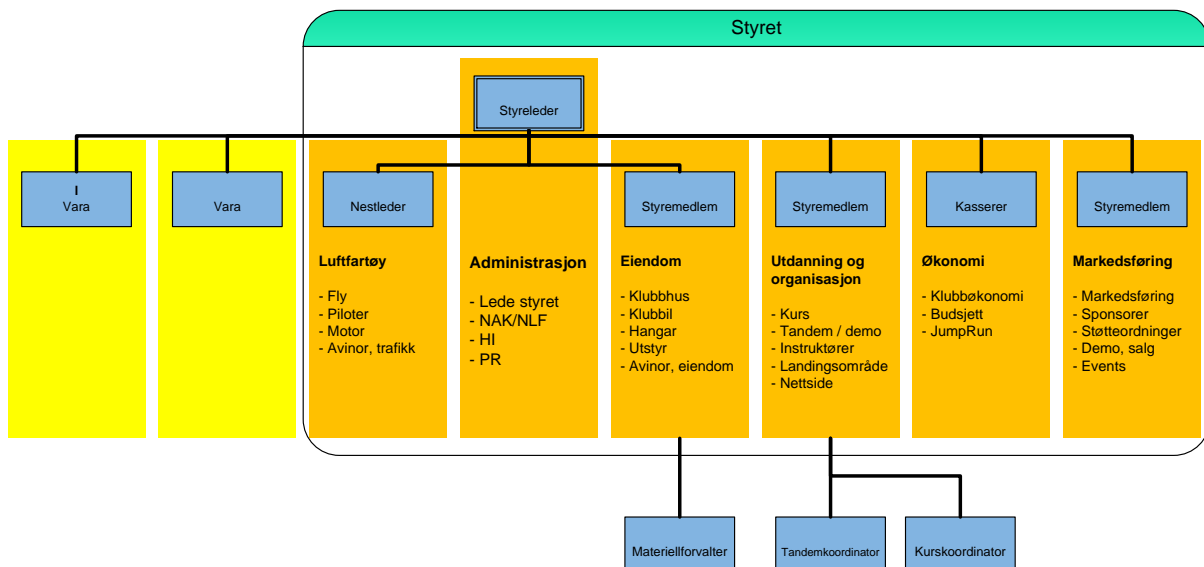 Styret
Styreleder
I
Vara
Vara
Nestleder
Styremedlem
Styremedlem
Kasserer
Styremedlem
Luftfartøy
- Fly
- Piloter
- Motor
- Avinor, trafikk
Administrasjon
- Lede styret
- NAK/NLF
- HI
- PR
Eiendom
- Klubbhus
- Klubbil
- Hangar
- Utstyr
- Avinor, eiendom
Utdanning og
organisasjon
- Kurs
- Tandem / demo
- Instruktører
- Landingsområde
- Nettside
Økonomi
- Klubbøkonomi
- Budsjett
- JumpRun
Markedsføring
- Markedsføring
- Sponsorer
- Støtteordninger
- Demo, salg
- Events
Materiellforvalter
Tandemkoordinator
Kurskoordinator